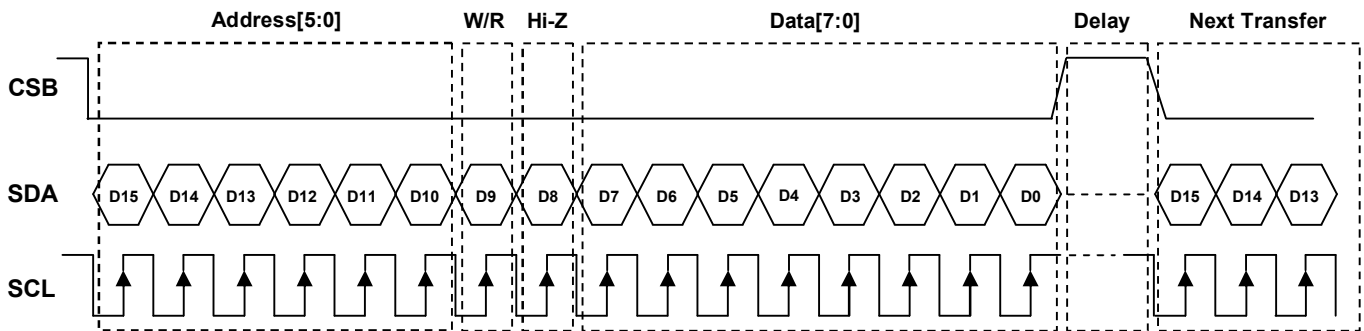 Address[5:0] W/R Hi-Z Data[7:0] Delay Next Transfer
CSB
SDA D15 D14 D13 D12 D11 D10 D9 D8 D7 D6 D5 D4 D3 D2 D1 D0 D15 D14 D13
SCL